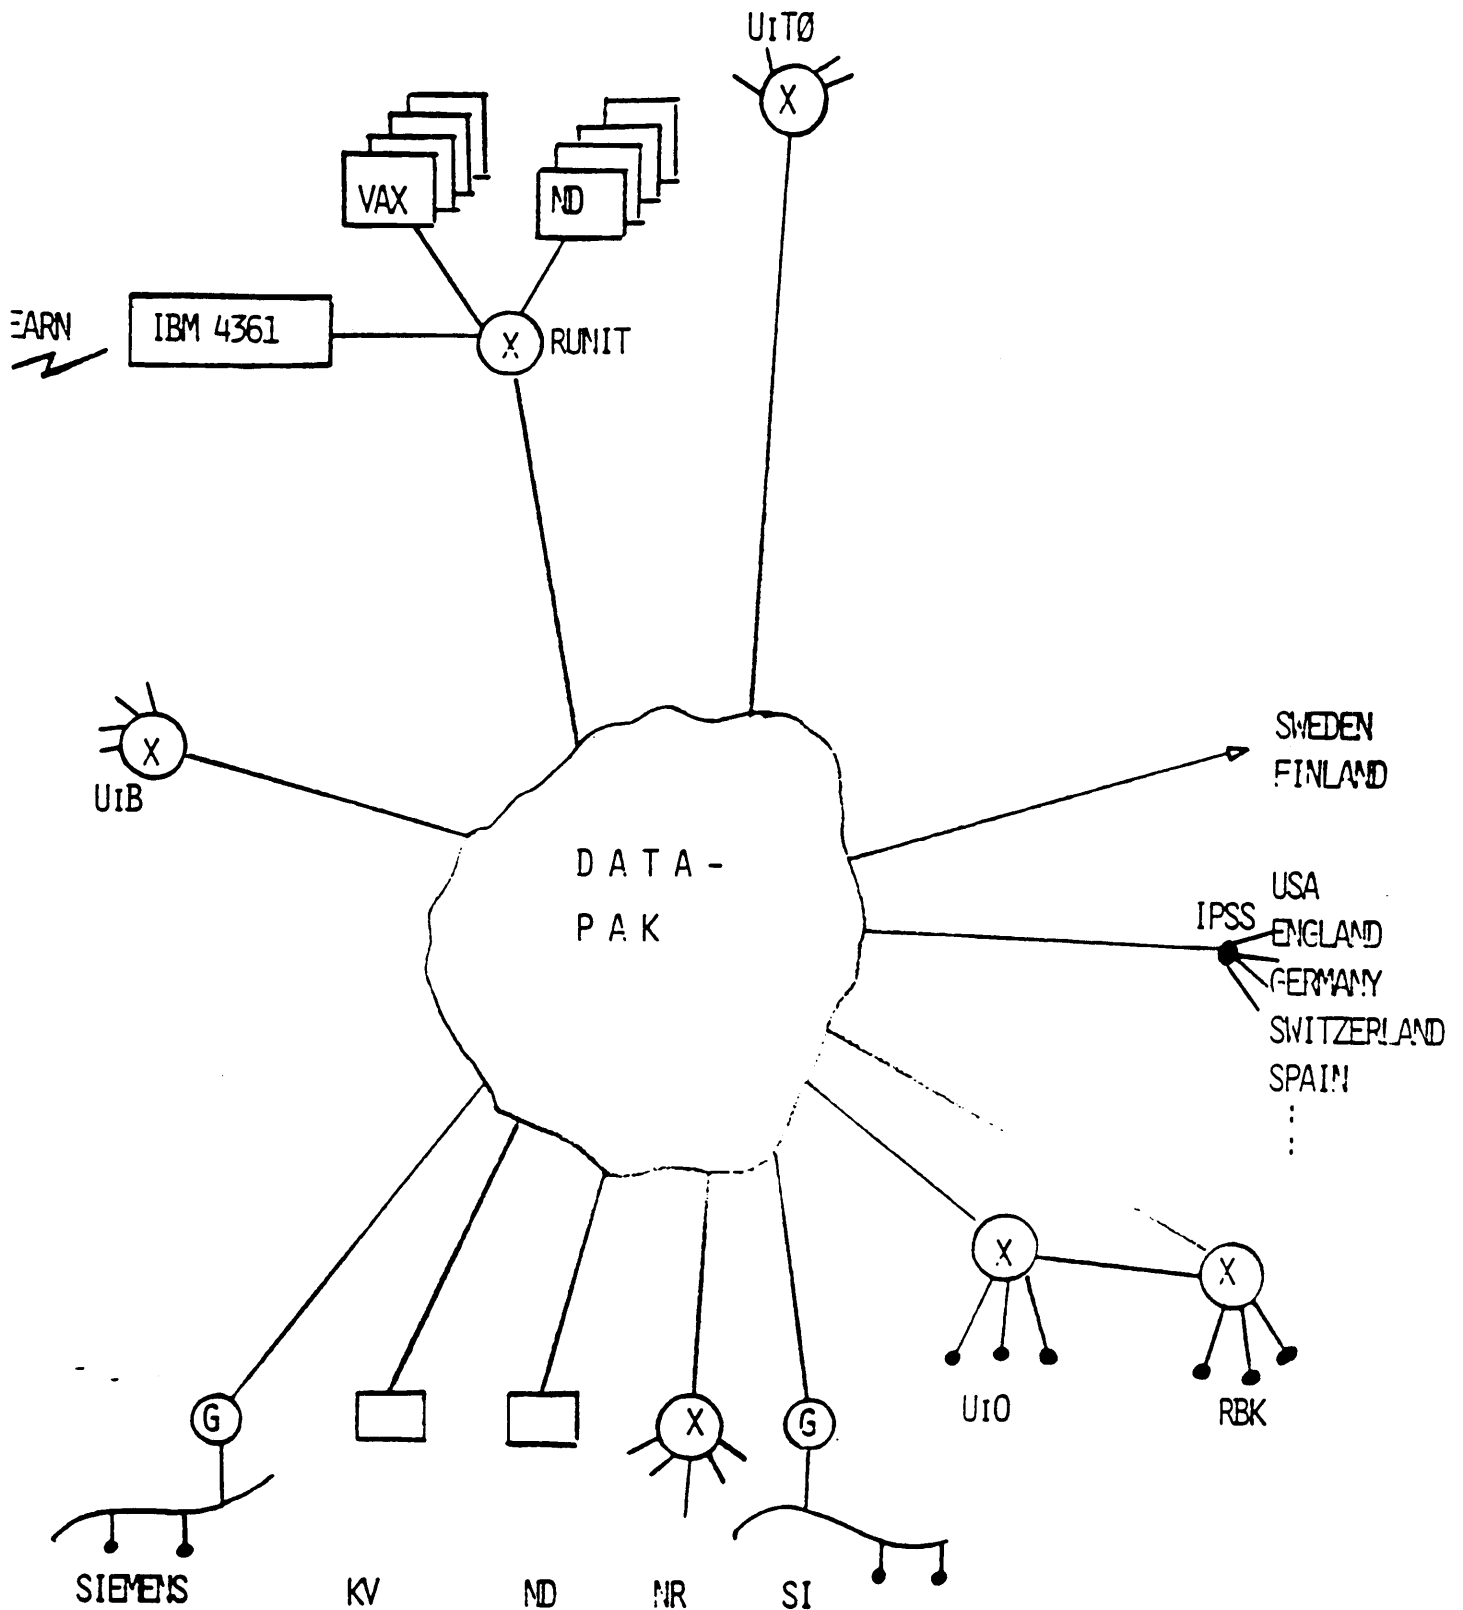 UiTØ
X
VAX
ND
EARN
IBM 4361
X
RUNIT
X
UiB
SWEDEN
FINLAND
DATA-
PAK
IPSS
USA
ENGLAND
GERMANY
SWITZERLAND
SPAIN
X
X
UiO
RBK
G
X
G
SIEMENS
KV
ND
NR
SI